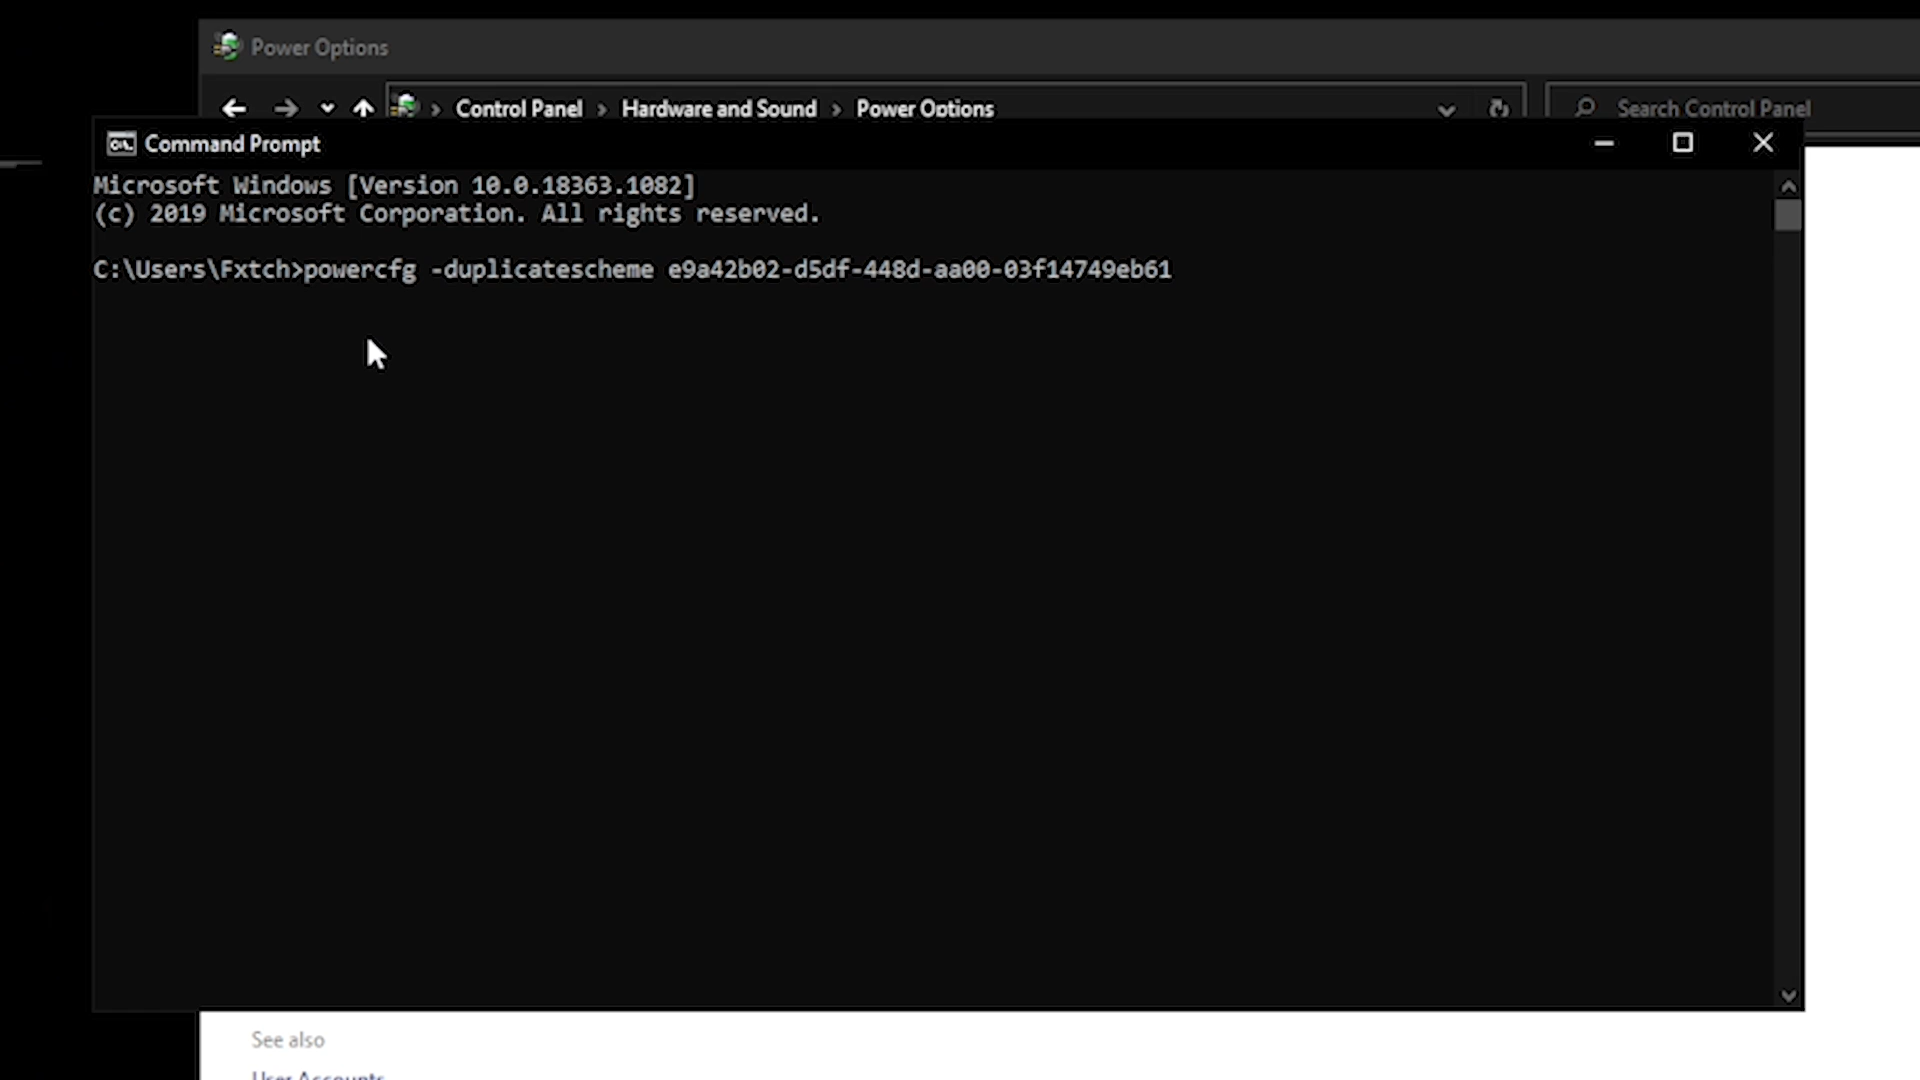 Power Options
Control Panel > Hardware and Sound > Power Options
Search Control Panel
Command Prompt
Microsoft Windows [Version 10.0.18363.1082]
(c) 2019 Microsoft Corporation. All rights reserved.
C:\Users\Fxtch>powercfg -duplicatescheme e9a42b02-d5df-448d-aa00-03f14749eb61
See also
User Accounts